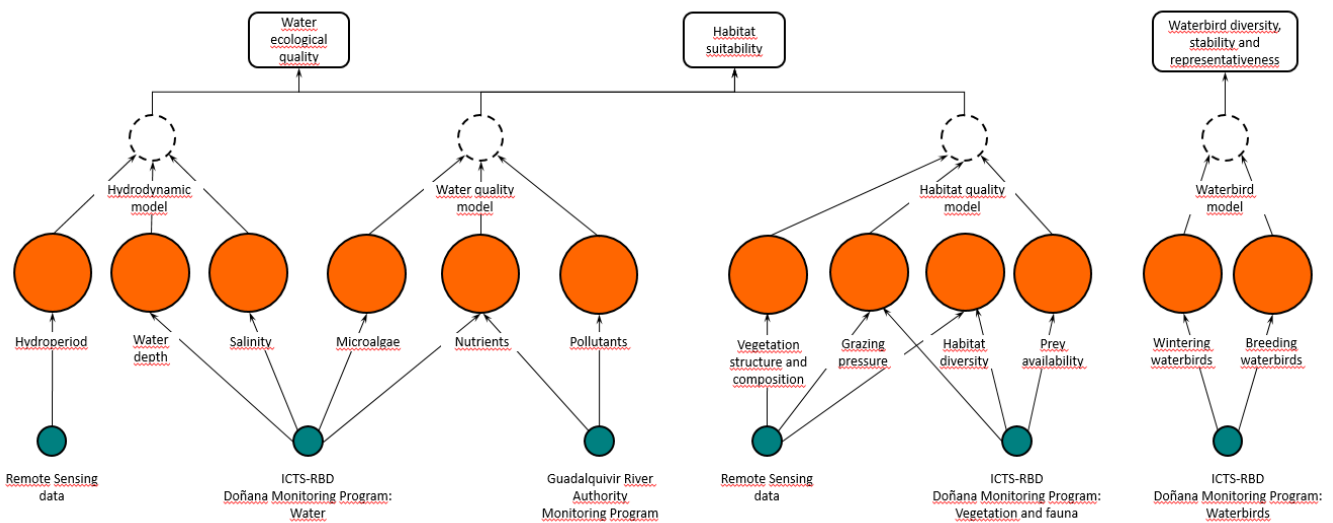 Water
ecological
quality
Habitat
suitability
Waterbird diversity,
stability and
representativeness
Hydrodynamic
model
Water quality
model
Habitat quality
model
Waterbird
model
Hydroperiod
Water
depth
Salinity
Microalgae
Nutrients
Pollutants
Vegetation
structure and
composition
Grazing
pressure
Habitat
diversity
Prey
availability
Wintering
waterbirds
Breeding
waterbirds
Remote Sensing
data
ICTS-RBD
Doñana Monitoring Program:
Water
Guadalquivir River
Authority
Monitoring Program
Remote Sensing
data
ICTS-RBD
Doñana Monitoring Program:
Vegetation and fauna
ICTS-RBD
Doñana Monitoring Program:
Waterbirds